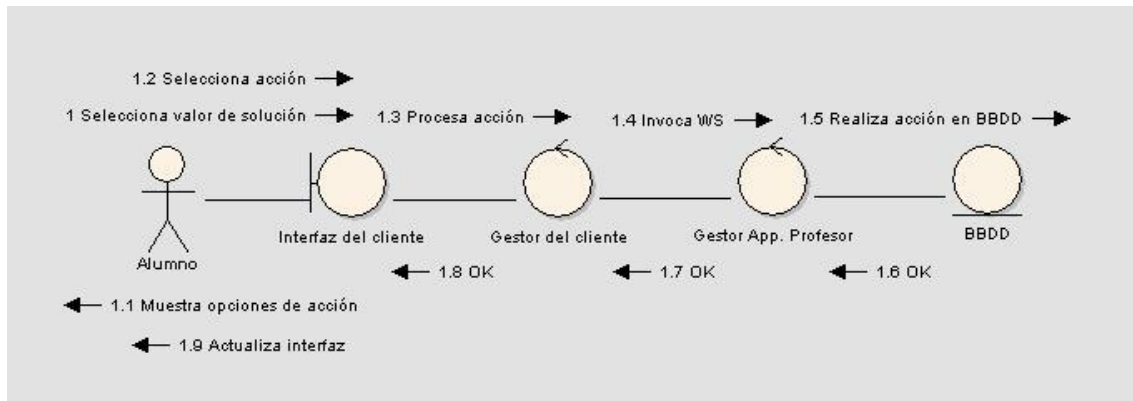 1.2 Selecciona acción
1 Selecciona valor de solución
1.3 Procesa acción
1.4 Invoca WS
1.5 Realiza acción en BBDD
Interfaz del cliente
Gestor del cliente
Gestor App. Profesor
BBDD
Alumno
1.8 OK
1.7 OK
1.6 OK
1.1 Muestra opciones de acción
1.9 Actualiza interfaz